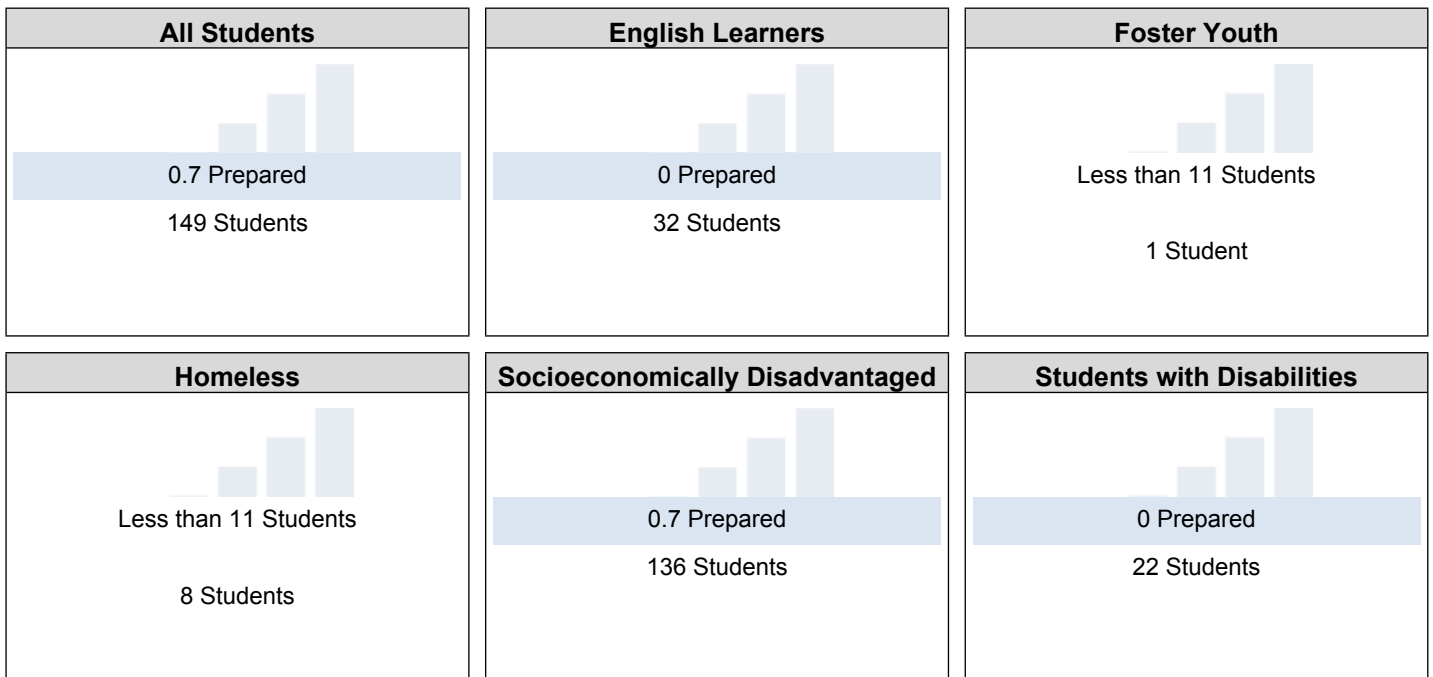 All Students
0.7 Prepared
149 Students
English Learners
0 Prepared
32 Students
Foster Youth
Less than 11 Students
1 Student
Homeless
Less than 11 Students
8 Students
Socioeconomically Disadvantaged
0.7 Prepared
136 Students
Students with Disabilities
0 Prepared
22 Students